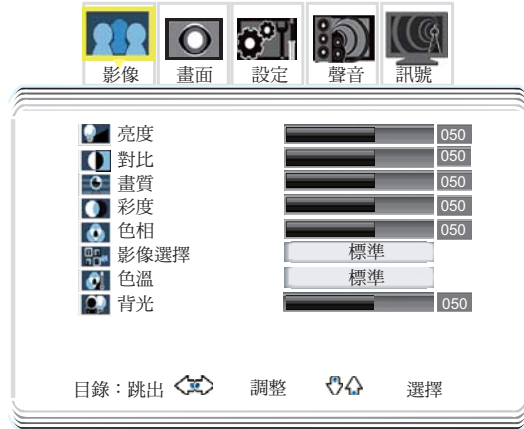 影像 畫面 設定 聲音 訊號
亮度 050
對比 050
畫質 050
彩度 050
色相 050
影像選擇 標準
色溫 標準
背光 050
目錄：跳出 調整 選擇